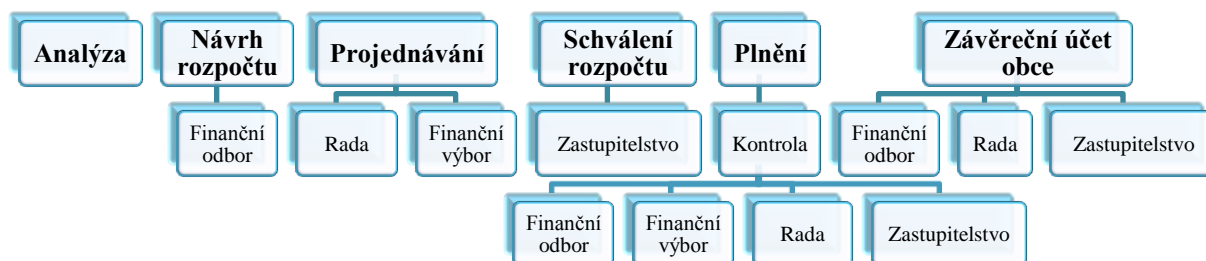 Analýza
Návrh
rozpočtu
Projednávání
Schválení
rozpočtu
Plnění
Závěreční účet
obce
Finanční
odbor
Rada
Finanční
výbor
Zastupitelstvo
Kontrola
Finanční
odbor
Rada
Zastupitelstvo
Finanční
odbor
Finanční
výbor
Rada
Zastupitelstvo